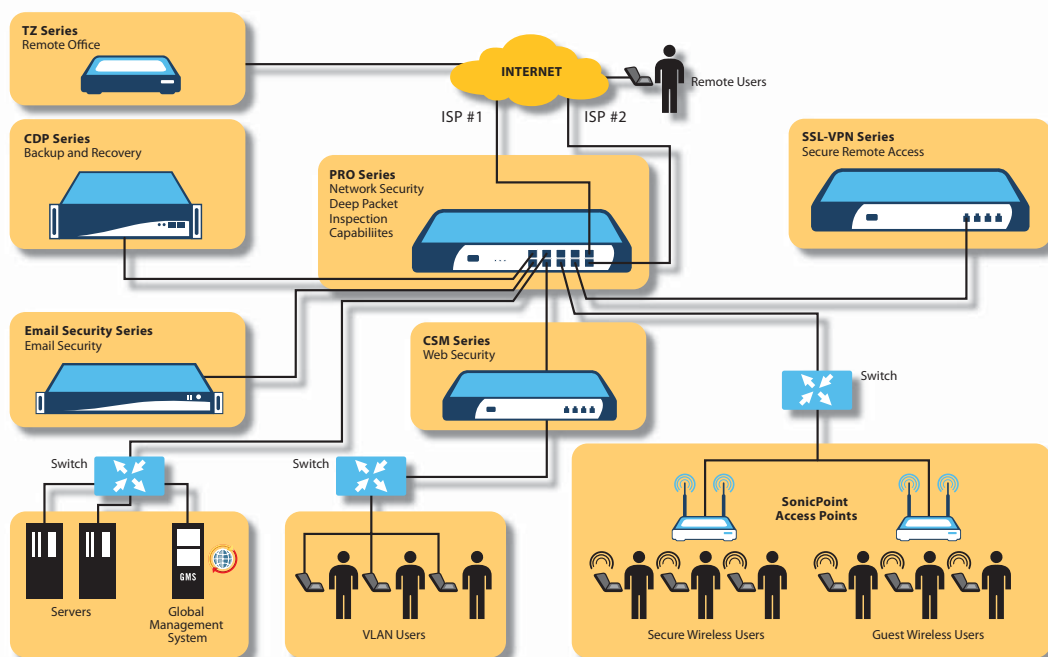 TZ Series
Remote Office
INTERNET
Remote Users
ISP #1
ISP #2
CDP Series
Backup and Recovery
PRO Series
Network Security
Deep Packet
Inspection
Capabiliites
SSL-VPN Series
Secure Remote Access
Email Security Series
Email Security
CSM Series
Web Security
Switch
Switch
Switch
SonicPoint
Access Points
GMS
Servers
Global
Management
System
VLAN Users
Secure Wireless Users
Guest Wireless Users